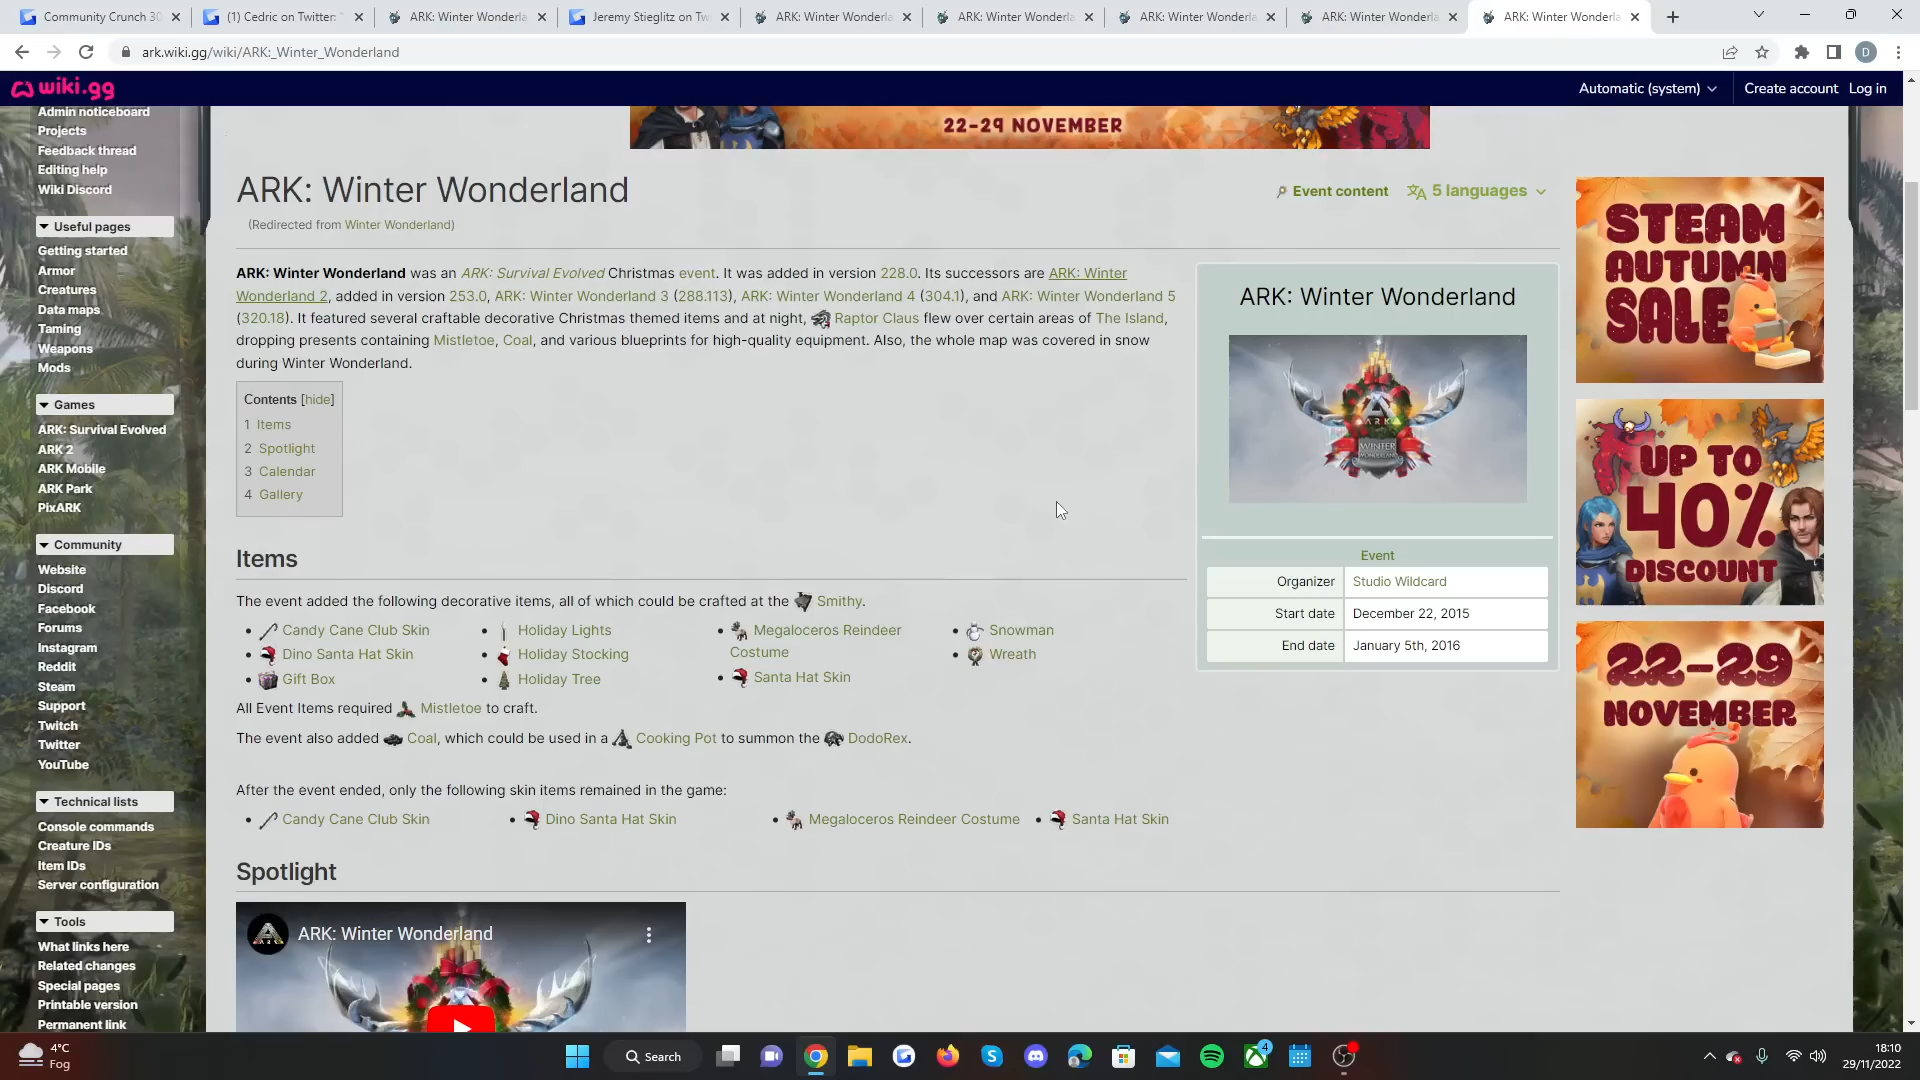 Community Crunch 30
(1) Cedric on Twitter: "
ARK: Winter Wonderla
Jeremy Stieglitz on Tw
ARK: Winter Wonderla
ARK: Winter Wonderla
ARK: Winter Wonderla
ARK: Winter Wonderla
ARK: Winter Wonderla
ark.wiki.gg/wiki/ARK:_Winter_Wonderland
D
wiki.gg
Automatic (system)
Create account
Log in
Admin noticeboard
Projects
Feedback thread
Editing help
Wiki Discord
Useful pages
Getting started
Armor
Creatures
Data maps
Taming
Weapons
Mods
Games
ARK: Survival Evolved
ARK 2
ARK Mobile
ARK Park
PixARK
Community
Website
Discord
Facebook
Forums
Instagram
Reddit
Steam
Support
Twitch
Twitter
YouTube
Technical lists
Console commands
Creature IDs
Item IDs
Server configuration
Tools
What links here
Related changes
Special pages
Printable version
Permanent link
22-29 NOVEMBER
ARK: Winter Wonderland
Event content
5 languages
(Redirected from Winter Wonderland)
ARK: Winter Wonderland was an ARK: Survival Evolved Christmas event. It was added in version 228.0. Its successors are ARK: Winter
Wonderland 2, added in version 253.0, ARK: Winter Wonderland 3 (288.113), ARK: Winter Wonderland 4 (304.1), and ARK: Winter Wonderland 5
(320.18). It featured several craftable decorative Christmas themed items and at night, Raptor Claus flew over certain areas of The Island,
dropping presents containing Mistletoe, Coal, and various blueprints for high-quality equipment. Also, the whole map was covered in snow
during Winter Wonderland.
Contents [hide]
1 Items
2 Spotlight
3 Calendar
4 Gallery
ARK: Winter Wonderland
ARK
WINTER
WONDERLAND
Event
Organizer Studio Wildcard
Start date December 22, 2015
End date January 5th, 2016
Items
The event added the following decorative items, all of which could be crafted at the Smithy.
• Candy Cane Club Skin
• Dino Santa Hat Skin
• Gift Box
• Holiday Lights
• Holiday Stocking
• Holiday Tree
• Megaloceros Reindeer
Costume
• Santa Hat Skin
• Snowman
• Wreath
All Event Items required Mistletoe to craft.
The event also added Coal, which could be used in a Cooking Pot to summon the DodoRex.
After the event ended, only the following skin items remained in the game:
• Candy Cane Club Skin • Dino Santa Hat Skin • Megaloceros Reindeer Costume • Santa Hat Skin
Spotlight
ARK
ARK: Winter Wonderland
STEAM
AUTUMN
SALE
UP TO
40%
DISCOUNT
22-29
NOVEMBER
4°C
Fog
Search
4
18:10
29/11/2022